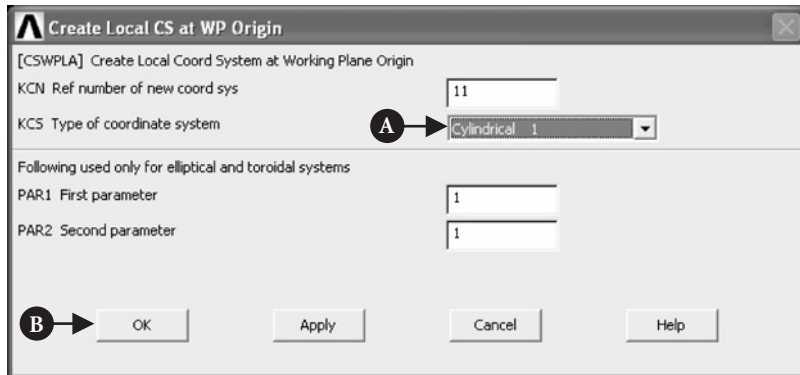 Create Local CS at WP Origin
[CSWPLA] Create Local Coord System at Working Plane Origin
KCN Ref number of new coord sys 11
KCS Type of coordinate system A Cylindrical 1
Following used only for elliptical and toroidal systems
PAR1 First parameter 1
PAR2 Second parameter 1
B OK Apply Cancel Help